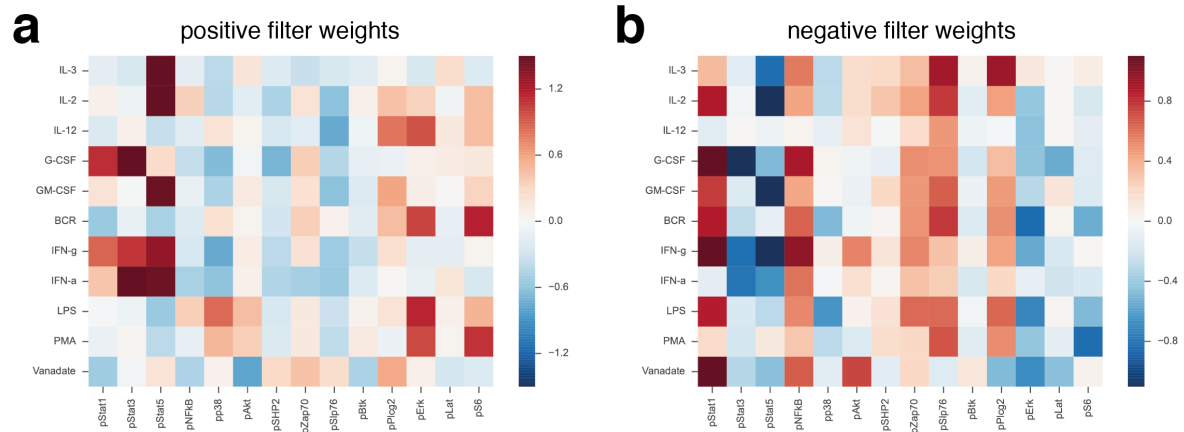 a
positive filter weights
IL-3
IL-2
IL-12
G-CSF
GM-CSF
BCR
IFN-g
IFN-a
LPS
PMA
Vanadate
pStat1
pStat3
pStat5
pNFkB
pp38
pAkt
pSHP2
pZap70
pSlp76
pBtk
pPlcg2
pErk
pLat
pS6
1.2
0.6
0.0
−0.6
−1.2
b
negative filter weights
IL-3
IL-2
IL-12
G-CSF
GM-CSF
BCR
IFN-g
IFN-a
LPS
PMA
Vanadate
pStat1
pStat3
pStat5
pNFkB
pp38
pAkt
pSHP2
pZap70
pSlp76
pBtk
pPlcg2
pErk
pLat
pS6
0.8
0.4
0.0
−0.4
−0.8